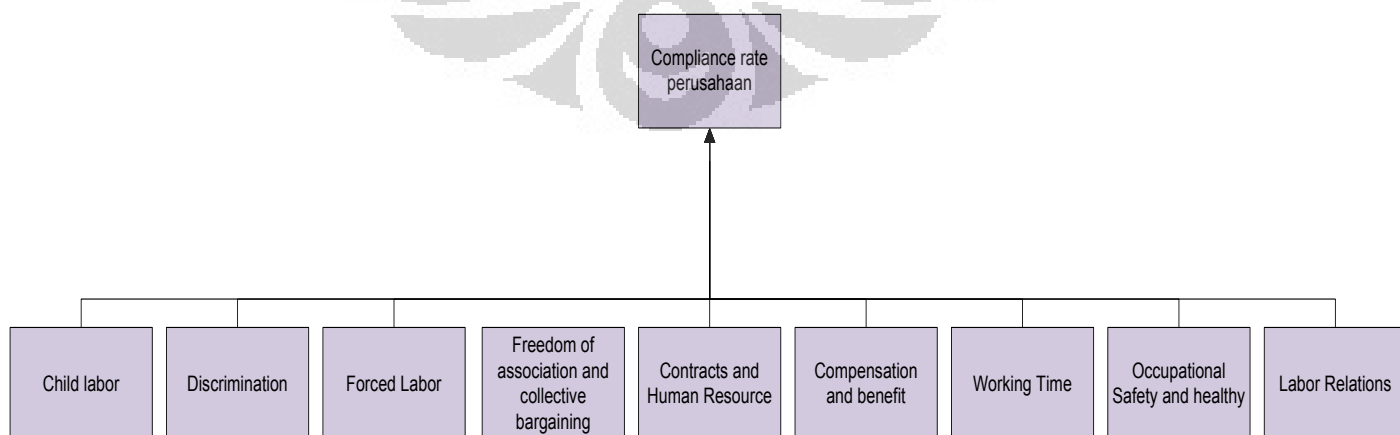 Compliance rate
perusahaan
Child labor
Discrimination
Forced Labor
Freedom of
association and
collective
bargaining
Contracts and
Human Resource
Compensation
and benefit
Working Time
Occupational
Safety and healthy
Labor Relations